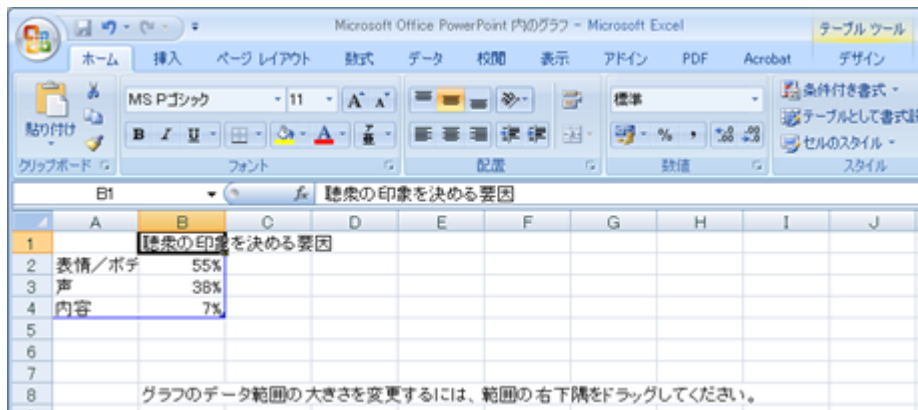 Microsoft Office PowerPoint 内のグラフ - Microsoft Excel
テーブル ツール
ホーム 挿入 ページ レイアウト 数式 データ 校閲 表示 アドイン PDF Acrobat デザイン
MS Pゴシック 11 A A 標準 条件付き書式
貼り付け B I U A % , テーブルとして書式
セルのスタイル
クリップボード フォント 配置 数値 スタイル
B1 fx 聴衆の印象を決める要因
A B C D E F G H I J
1 聴衆の印象を決める要因
2 表情／ボデ 55%
3 声 38%
4 内容 7%
5
6
7
8 グラフのデータ範囲の大きさを変更するには、範囲の右下隅をドラッグしてください。